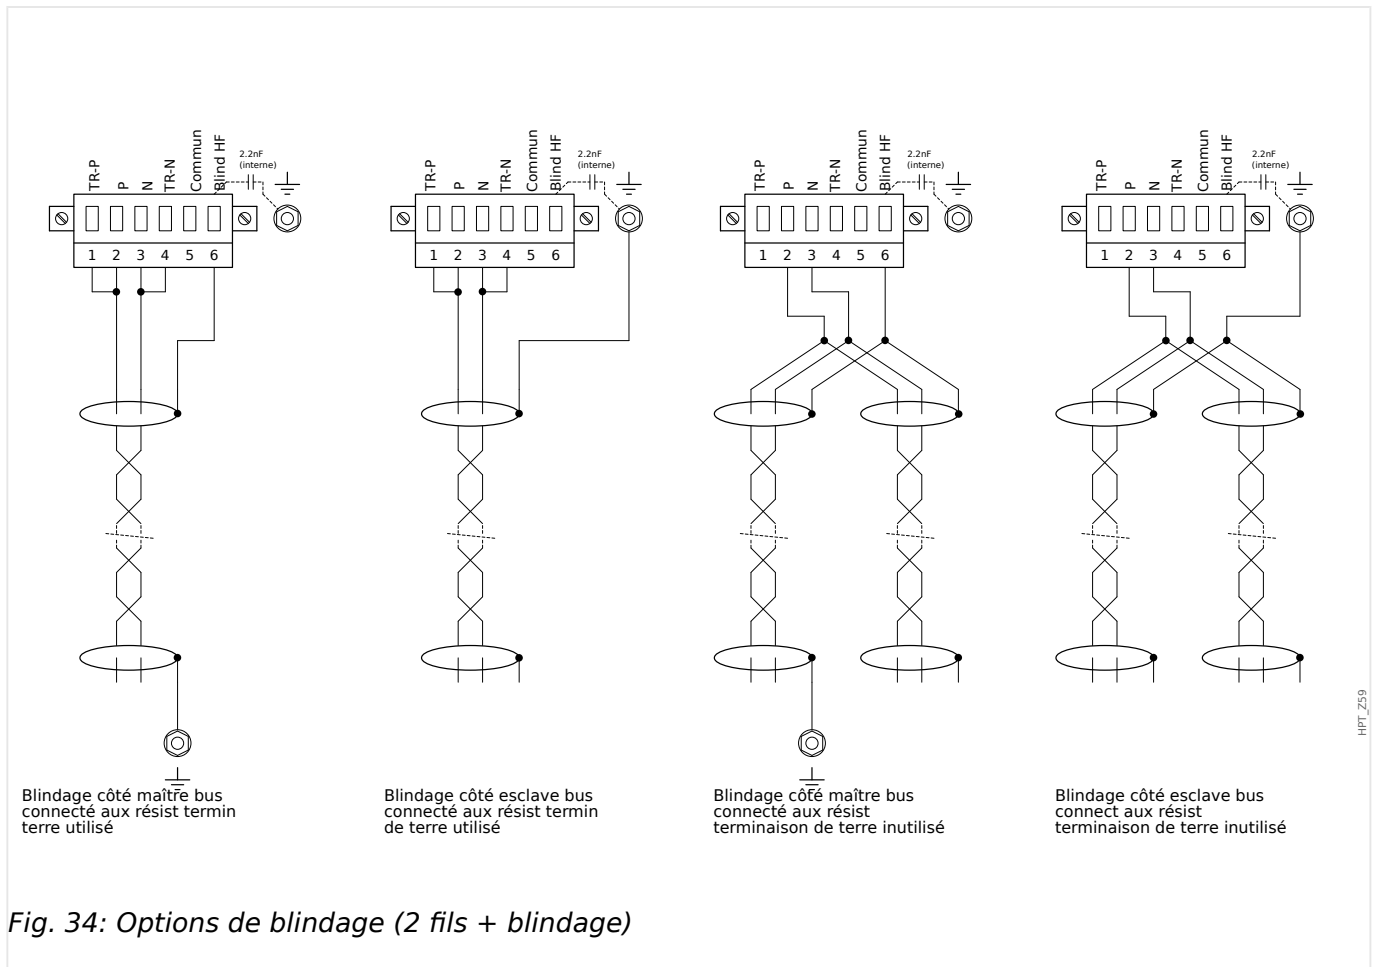 TR-P
P
N
TR-N
Commun
Blind HF
2.2nF
(interne)
1 2 3 4 5 6
TR-P
P
N
TR-N
Commun
Blind HF
2.2nF
(interne)
1 2 3 4 5 6
TR-P
P
N
TR-N
Commun
Blind HF
2.2nF
(interne)
1 2 3 4 5 6
TR-P
P
N
TR-N
Commun
Blind HF
2.2nF
(interne)
1 2 3 4 5 6
HPT_Z59
Blindage côté maître bus
connecté aux résist termin
terre utilisé
Blindage côté esclave bus
connecté aux résist termin
de terre utilisé
Blindage côté maître bus
connecté aux résist
terminaison de terre inutilisé
Blindage côté esclave bus
connect aux résist
terminaison de terre inutilisé
Fig. 34: Options de blindage (2 fils + blindage)